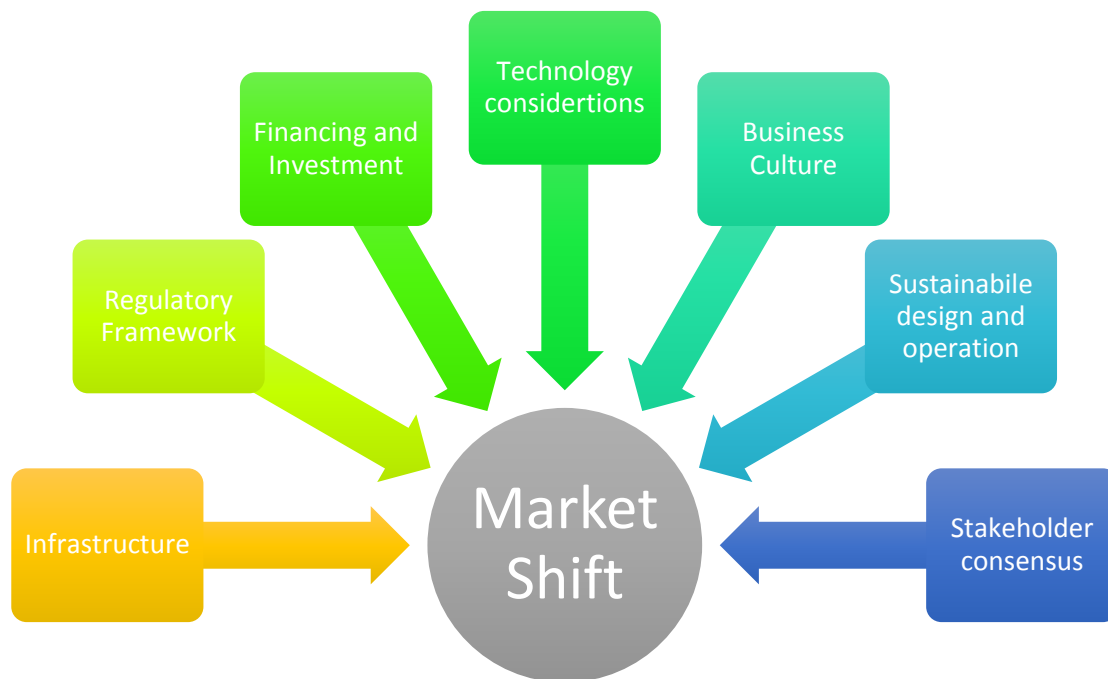 Technology
considertions
Financing and
Investment
Business
Culture
Regulatory
Framework
Sustainabile
design and
operation
Infrastructure
Market
Shift
Stakeholder
consensus